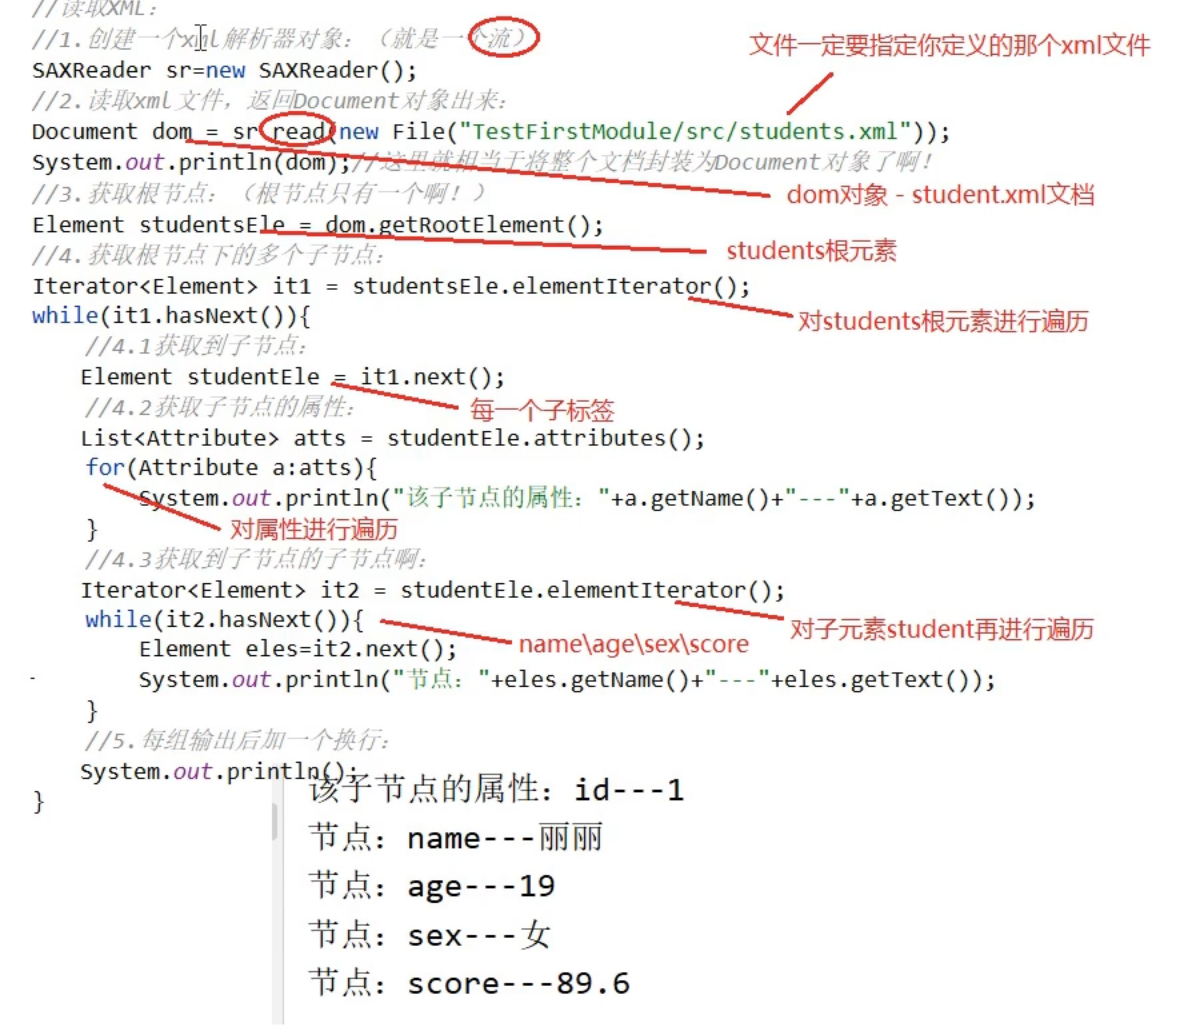 //读取XML:
//1.创建一个xml解析器对象：（就是一个流）
文件一定要指定你定义的那个xml文件
SAXReader sr=new SAXReader();
//2.读取xml文件，返回Document对象出来：
Document dom = sr.read(new File("TestFirstModule/src/students.xml"));
System.out.println(dom);//这里就相当于将整个文档封装为Document对象了啊！
//3.获取根节点：（根节点只有一个啊！）
dom对象 - student.xml文档
Element studentsEle = dom.getRootElement();
//4.获取根节点下的多个子节点：
students根元素
Iterator<Element> it1 = studentsEle.elementIterator();
while(it1.hasNext()){
对students根元素进行遍历
//4.1获取到子节点：
Element studentEle = it1.next();
//4.2获取子节点的属性：
每一个子标签
List<Attribute> atts = studentEle.attributes();
for(Attribute a:atts){
System.out.println("该子节点的属性："+a.getName()+"---"+a.getText());
}
对属性进行遍历
//4.3获取到子节点的子节点啊：
Iterator<Element> it2 = studentEle.elementIterator();
while(it2.hasNext()){
对子元素student再进行遍历
name\age\sex\score
Element eles=it2.next();
System.out.println("节点："+eles.getName()+"---"+eles.getText());
}
//5.每组输出后加一个换行：
System.out.println();
}
该子节点的属性：id---1
节点：name---丽丽
节点：age---19
节点：sex---女
节点：score---89.6